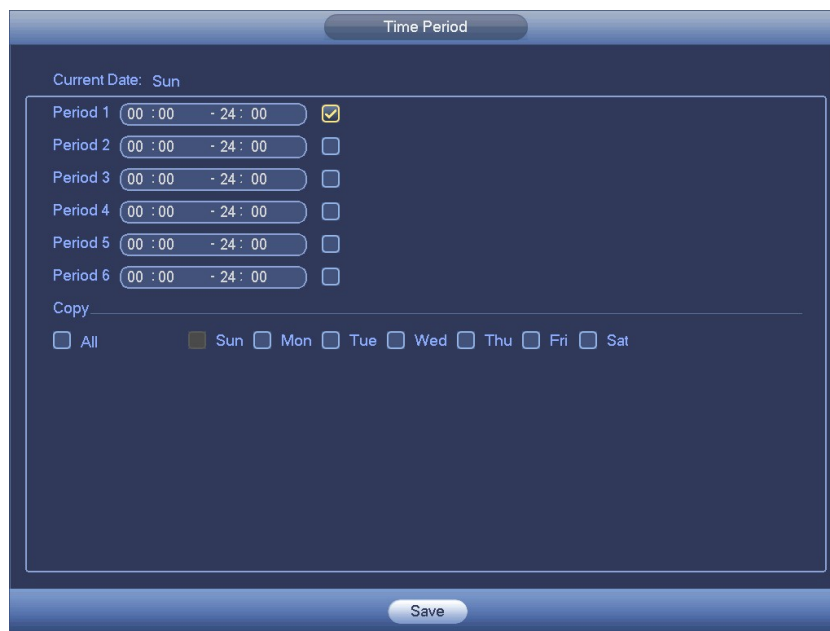 Time Period
Current Date: Sun
Period 1 00 :00 - 24 : 00
Period 2 00 :00 - 24 : 00
Period 3 00 :00 - 24 : 00
Period 4 00 :00 - 24 : 00
Period 5 00 :00 - 24 : 00
Period 6 00 :00 - 24 : 00
Copy
All Sun Mon Tue Wed Thu Fri Sat
Save